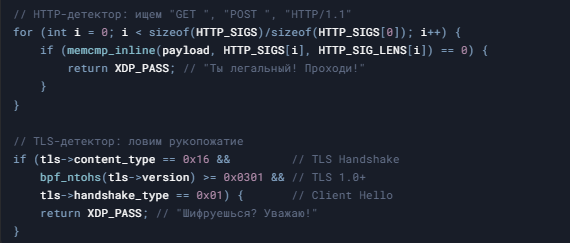 // HTTP-детектор: ищем "GET ", "POST ", "HTTP/1.1"
for (int i = 0; i < sizeof(HTTP_SIGS)/sizeof(HTTP_SIGS[0]); i++) {
    if (memcmp_inline(payload, HTTP_SIGS[i], HTTP_SIG_LENS[i]) == 0) {
        return XDP_PASS; // "Ты легальный! Проходи!"
    }
}

// TLS-детектор: ловим рукопожатие
if (tls->content_type == 0x16 &&         // TLS Handshake
    bpf_ntohs(tls->version) >= 0x0301 && // TLS 1.0+
    tls->handshake_type == 0x01) {       // Client Hello
    return XDP_PASS; // "Шифруешься? Уважаю!"
}